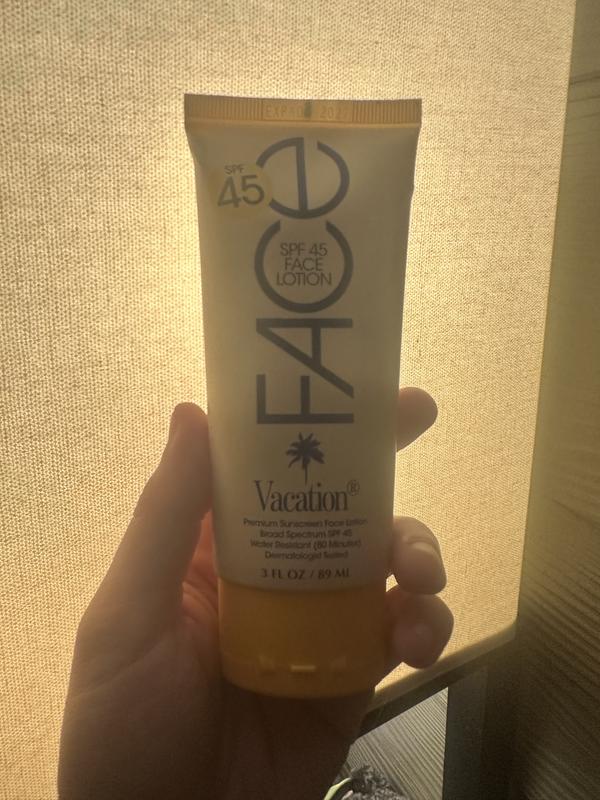 SPF
45
FACE
SPF 45
FACE
LOTION
Vacation®
Premium Sunscreen Face Lotion
Broad Spectrum SPF 45
Water Resistant (80 Minutes)
Dermatologist Tested
3 FL OZ / 89 ML